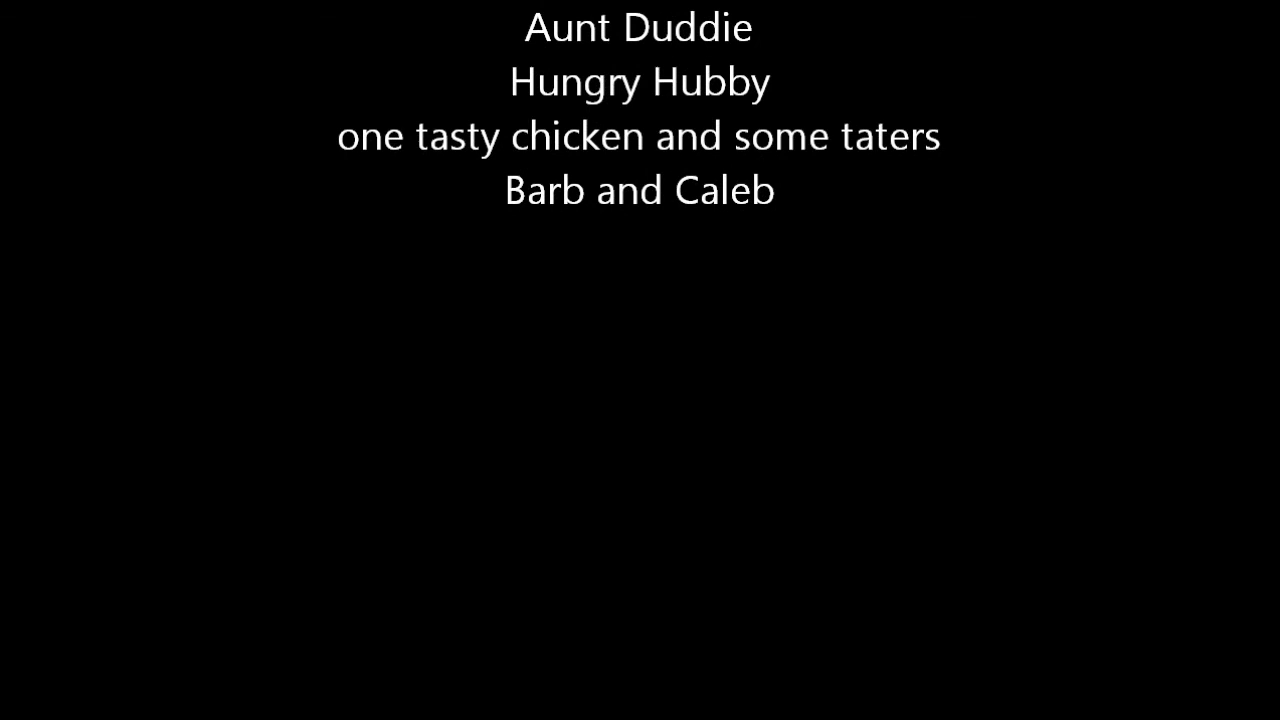 Aunt Duddie
Hungry Hubby
one tasty chicken and some taters
Barb and Caleb